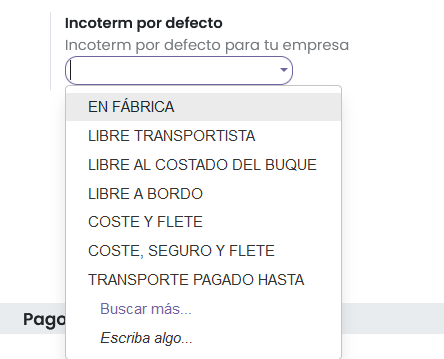 Incoterm por defecto
Incoterm por defecto para tu empresa
EN FÁBRICA
LIBRE TRANSPORTISTA
LIBRE AL COSTADO DEL BUQUE
LIBRE A BORDO
COSTE Y FLETE
COSTE, SEGURO Y FLETE
TRANSPORTE PAGADO HASTA
Buscar más...
Pago
Escriba algo...